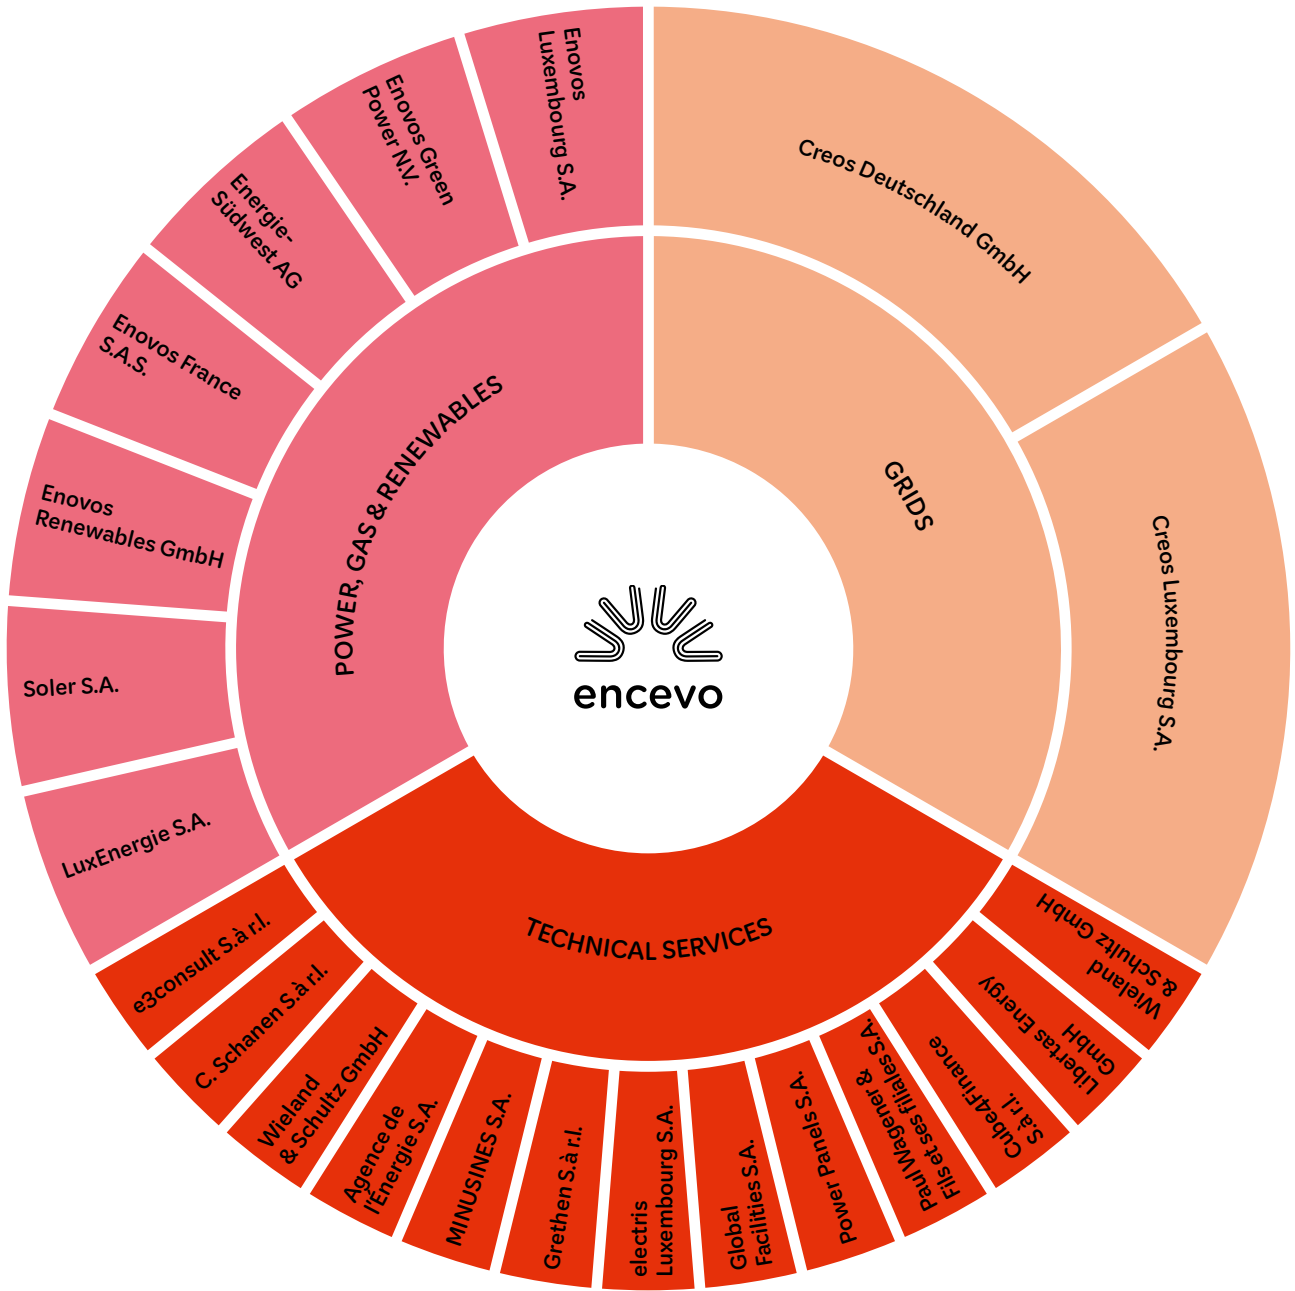 encevo
GRIDS
Creos Deutschland GmbH
Creos Luxembourg S.A.
TECHNICAL SERVICES
Wieland
& Schultz GmbH
Libertas Energy
GmbH
Cube4Finance
S.à r.l.
Paul Wagener &
Fils et ses filiales S.A.
Power Panels S.A.
Global
Facilities S.A.
electris
Luxembourg S.A.
Grethen S.à r.l.
MINUSINES S.A.
Agence de
l'Énergie S.A.
Wieland
& Schultz GmbH
C. Schanen S.à r.l.
e3consult S.à r.l.
POWER, GAS & RENEWABLES
LuxEnergie S.A.
Soler S.A.
Enovos
Renewables GmbH
Enovos France
S.A.S.
Energie-
Südwest AG
Enovos Green
Power N.V.
Enovos
Luxembourg S.A.